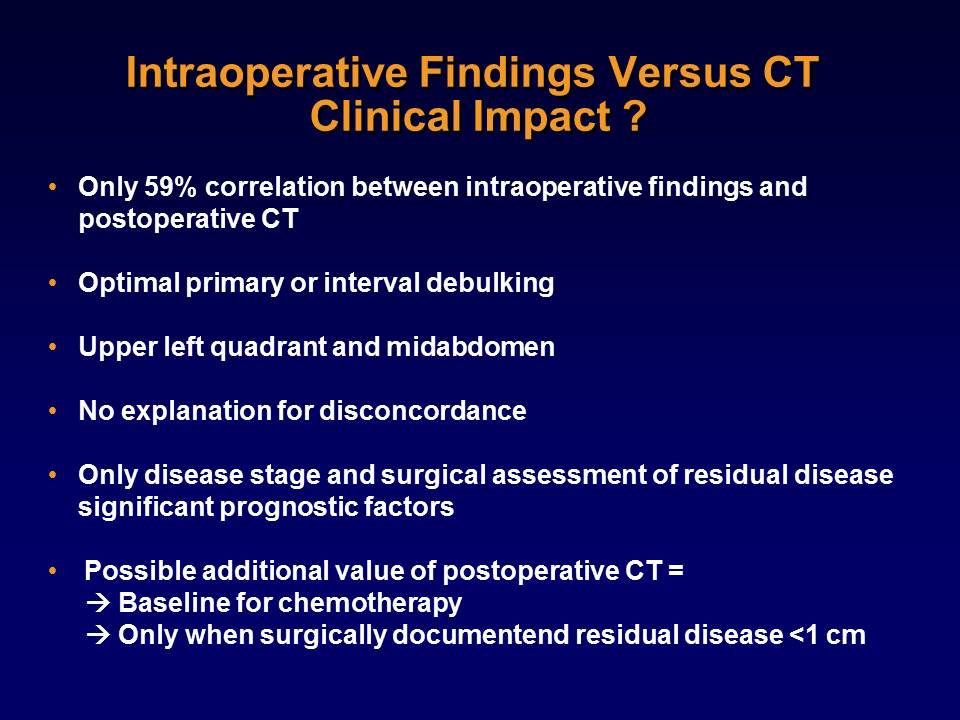 Intraoperative Findings Versus CT
Clinical Impact ?
• Only 59% correlation between intraoperative findings and
postoperative CT
• Optimal primary or interval debulking
• Upper left quadrant and midabdomen
• No explanation for disconcordance
• Only disease stage and surgical assessment of residual disease
significant prognostic factors
• Possible additional value of postoperative CT =
→ Baseline for chemotherapy
→ Only when surgically documentend residual disease <1 cm